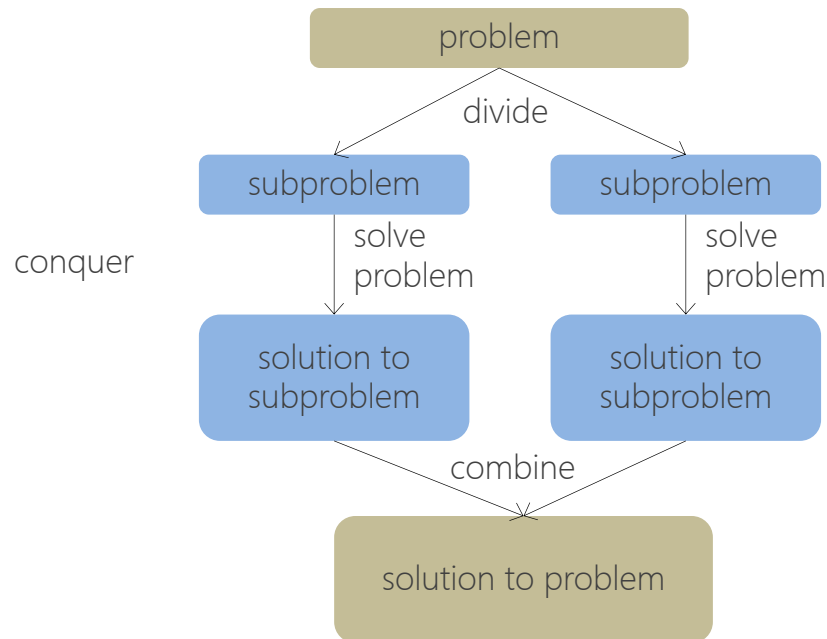 problem
divide
subproblem
subproblem
conquer
solve
problem
solve
problem
solution to
subproblem
solution to
subproblem
combine
solution to problem